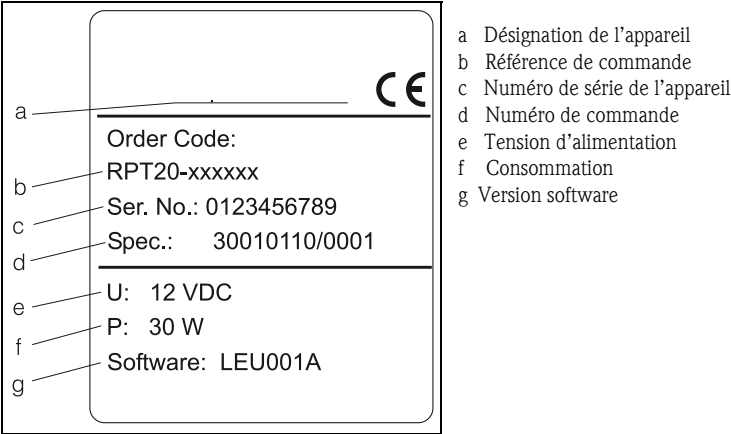 CE
a
Order Code:
b RPT20-xxxxxx
c Ser. No.: 0123456789
d Spec.: 30010110/0001
e U: 12 VDC
f P: 30 W
g Software: LEU001A
a Désignation de l’appareil
b Référence de commande
c Numéro de série de l’appareil
d Numéro de commande
e Tension d’alimentation
f Consommation
g Version software